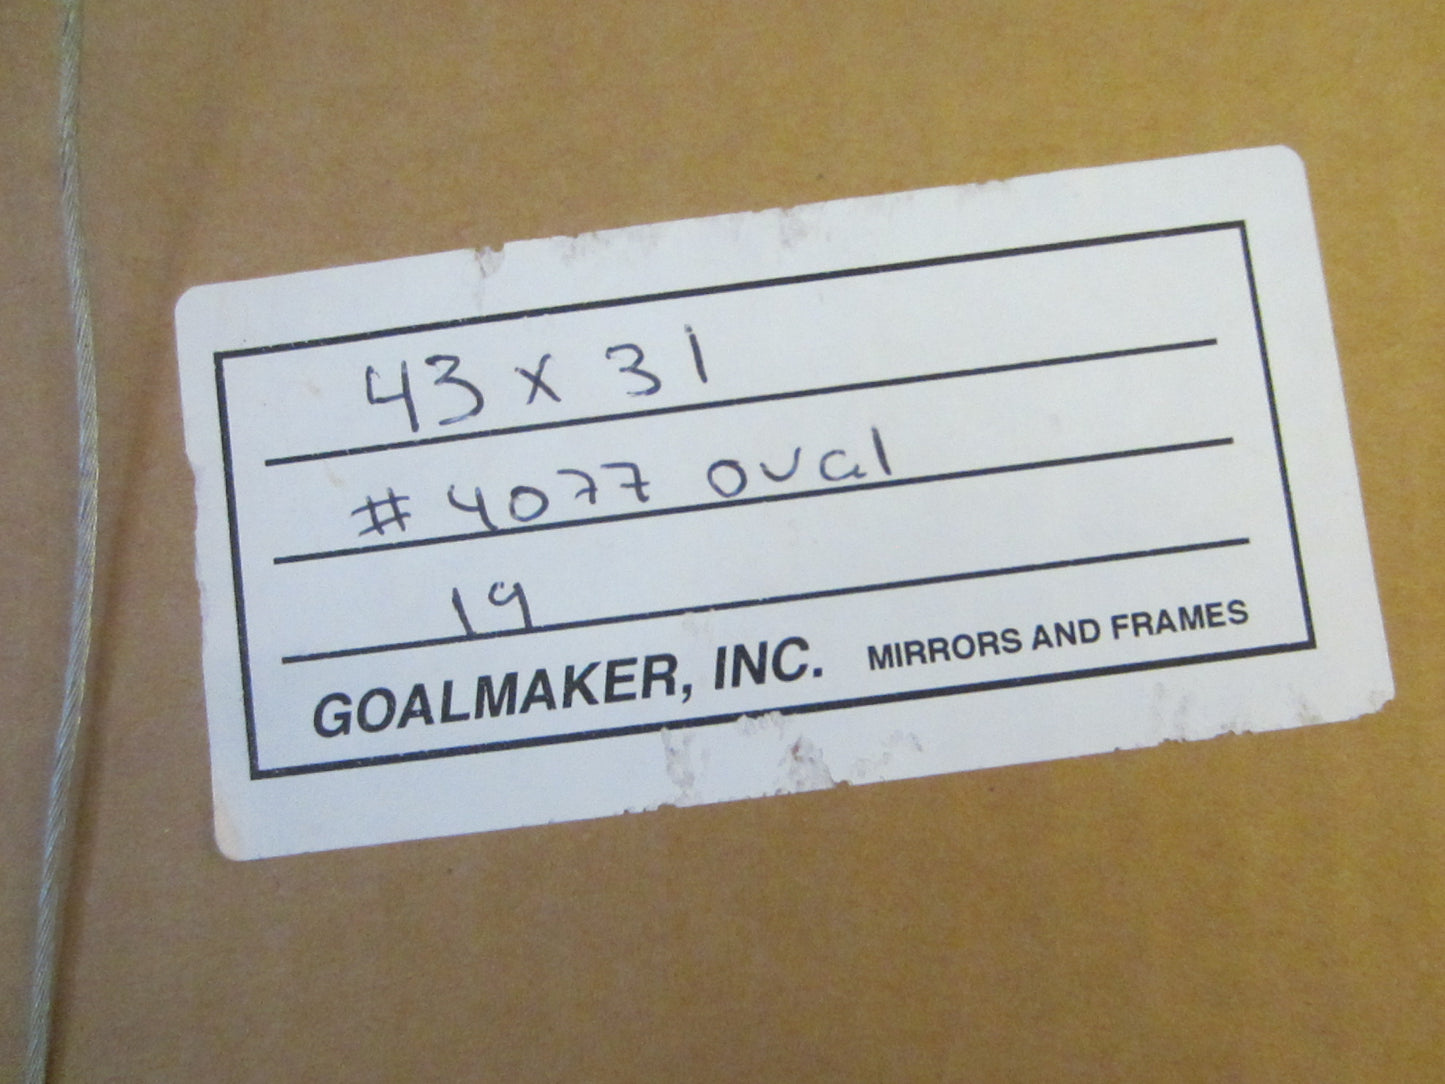 43 x 31
# 4077 oval
19
GOALMAKER, INC. MIRRORS AND FRAMES